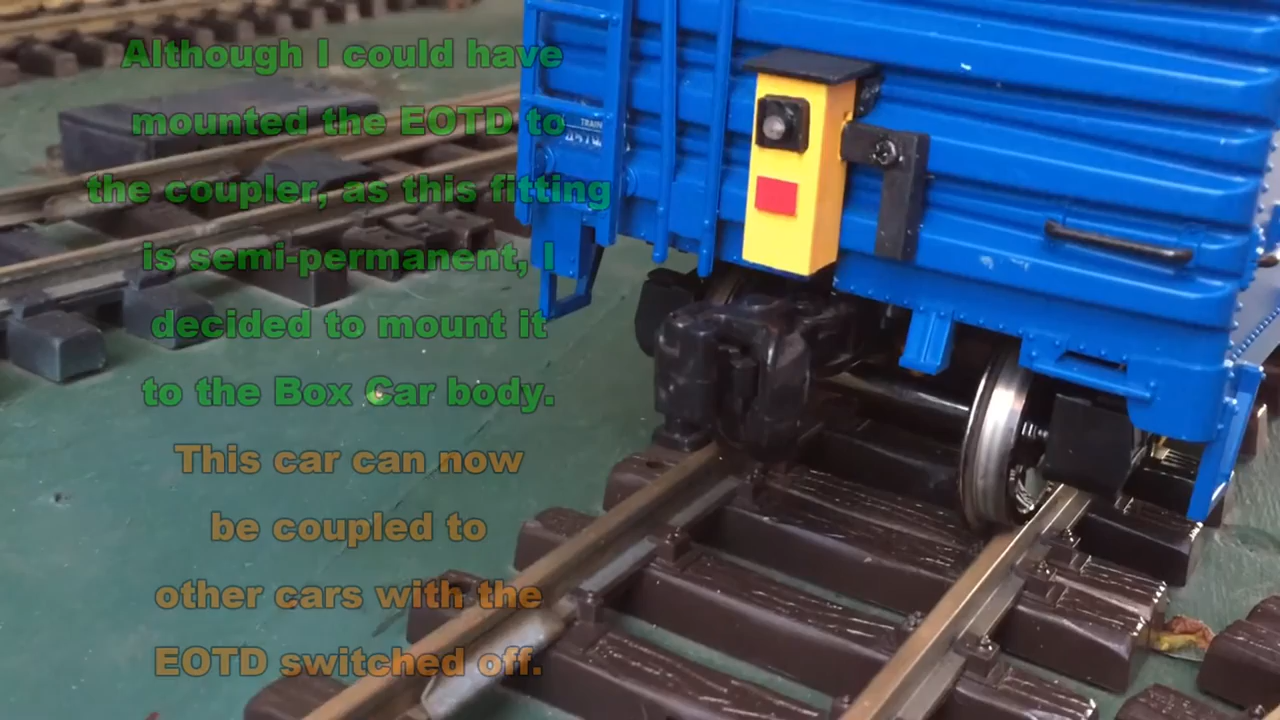 Although I could have
mounted the EOTD to
the coupler, as this fitting
is semi-permanent, I
decided to mount it
to the Box Car body.
This car can now
be coupled to
other cars with the
EOTD switched off.
TRAIN